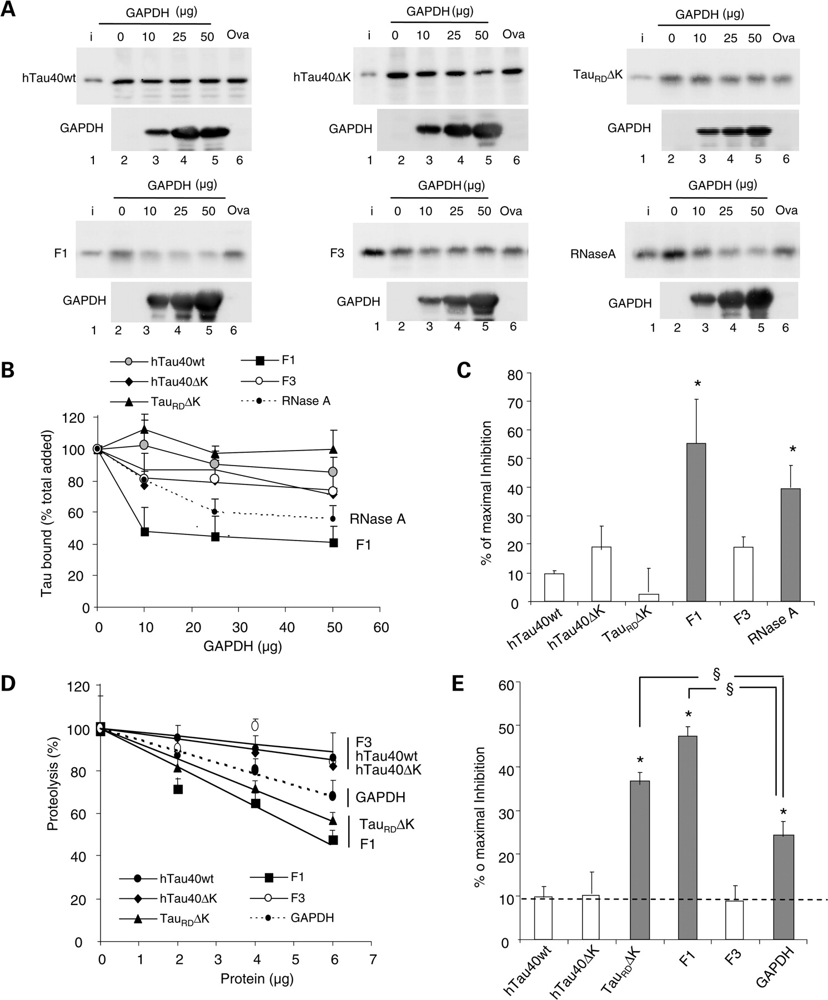 A
GAPDH (µg)
i 0 10 25 50 Ova
hTau40wt
GAPDH
1 2 3 4 5 6
GAPDH (µg)
i 0 10 25 50 Ova
hTau40ΔK
GAPDH
1 2 3 4 5 6
GAPDH (µg)
i 0 10 25 50 Ova
TauRDΔK
GAPDH
1 2 3 4 5 6
GAPDH (µg)
i 0 10 25 50 Ova
F1
GAPDH
1 2 3 4 5 6
GAPDH (µg)
i 0 10 25 50 Ova
F3
GAPDH
1 2 3 4 5 6
GAPDH (µg)
i 0 10 25 50 Ova
RNaseA
GAPDH
1 2 3 4 5 6
B
hTau40wt
hTau40ΔK
TauRDΔK
F1
F3
RNase A
Tau bound (% total added)
120
100
80
60
40
20
0
RNase A
F1
0 10 20 30 40 50 60
GAPDH (µg)
C
% of maximal Inhibition
80
70
60
50
40
30
20
10
0
*
*
hTau40wt
hTau40ΔK
TauRDΔK
F1
F3
RNase A
D
Proteolysis (%)
120
100
80
60
40
20
0
F3
hTau40wt
hTau40ΔK
GAPDH
TauRDΔK
F1
hTau40wt
hTau40ΔK
TauRDΔK
F1
F3
GAPDH
0 1 2 3 4 5 6 7
Protein (µg)
E
% o maximal Inhibition
60
50
40
30
20
10
0
§
§
*
*
*
hTau40wt
hTau40ΔK
TauRDΔK
F1
F3
GAPDH